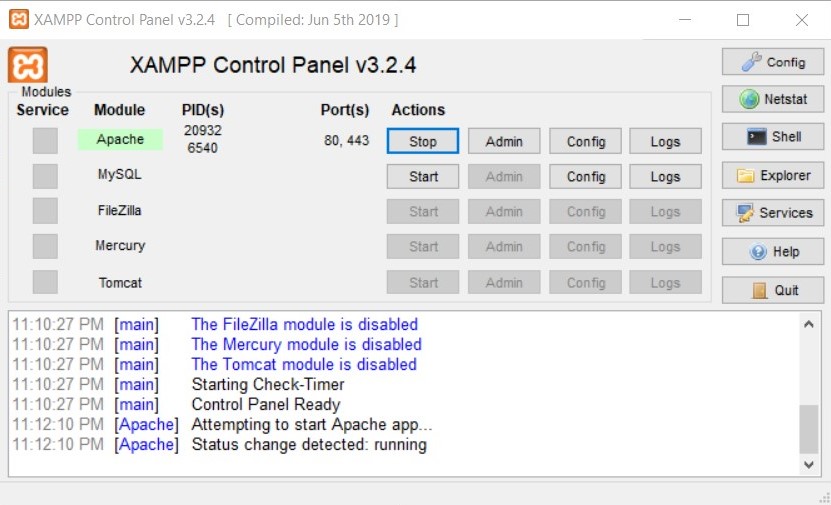 XAMPP Control Panel v3.2.4 [ Compiled: Jun 5th 2019 ]
XAMPP Control Panel v3.2.4
Config
Modules
Service Module PID(s) Port(s) Actions
Netstat
Apache 20932 6540 80, 443 Stop Admin Config Logs
Shell
MySQL Start Admin Config Logs
Explorer
FileZilla Start Admin Config Logs
Services
Mercury Start Admin Config Logs
Help
Tomcat Start Admin Config Logs
Quit
11:10:27 PM [main] The FileZilla module is disabled
11:10:27 PM [main] The Mercury module is disabled
11:10:27 PM [main] The Tomcat module is disabled
11:10:27 PM [main] Starting Check-Timer
11:10:27 PM [main] Control Panel Ready
11:12:10 PM [Apache] Attempting to start Apache app...
11:12:10 PM [Apache] Status change detected: running